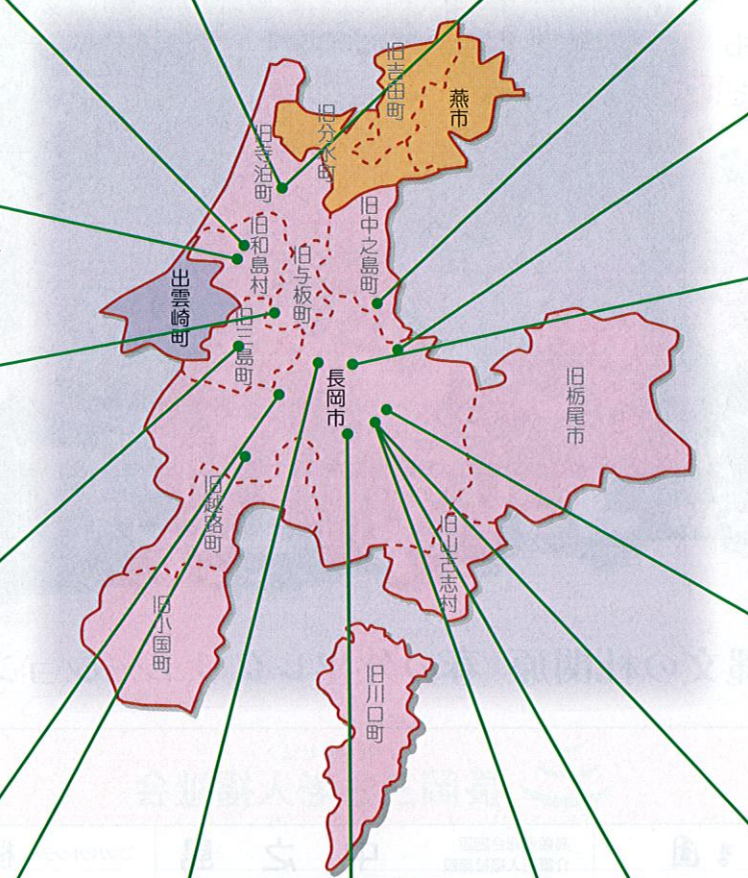 旧吉田町
燕市
旧分水町
旧寺泊町
旧中之島町
旧和島村
旧与板町
出雲崎町
旧三島町
長岡市
旧栃尾市
旧越路町
旧山古志村
旧小国町
旧川口町